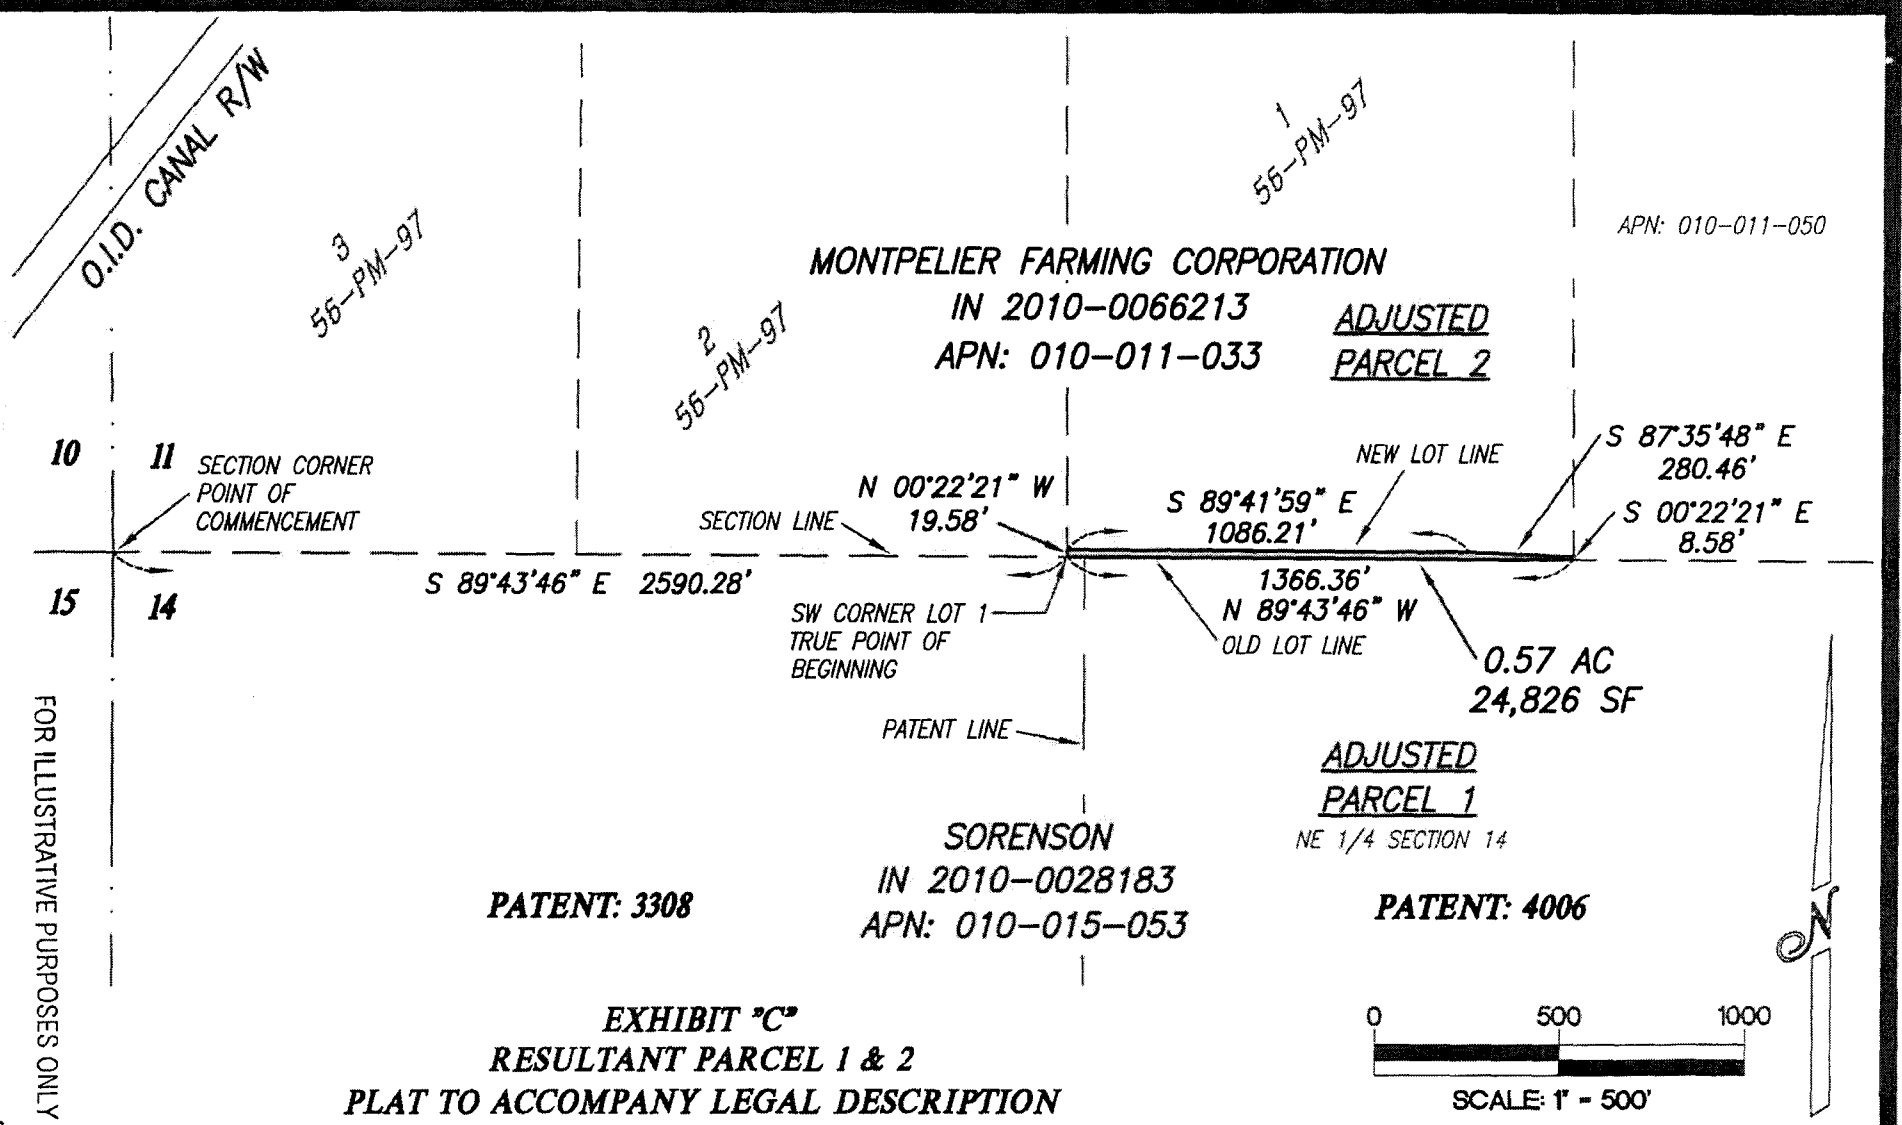 O.I.D. CANAL R/W
3
56-PM-97
2
56-PM-97
1
56-PM-97
APN: 010-011-050
MONTPELIER FARMING CORPORATION
IN 2010-0066213
APN: 010-011-033
ADJUSTED
PARCEL 2
10
11
SECTION CORNER
POINT OF
COMMENCEMENT
15
14
SECTION LINE
N 00°22'21" W
19.58'
S 89°41'59" E
1086.21'
NEW LOT LINE
S 87°35'48" E
280.46'
S 00°22'21" E
8.58'
S 89°43'46" E 2590.28'
SW CORNER LOT 1
TRUE POINT OF
BEGINNING
1366.36'
N 89°43'46" W
OLD LOT LINE
0.57 AC
24,826 SF
PATENT LINE
ADJUSTED
PARCEL 1
NE 1/4 SECTION 14
SORENSON
IN 2010-0028183
APN: 010-015-053
PATENT: 3308
PATENT: 4006
N
FOR ILLUSTRATIVE PURPOSES ONLY
EXHIBIT "C"
RESULTANT PARCEL 1 & 2
PLAT TO ACCOMPANY LEGAL DESCRIPTION
0 500 1000
SCALE: 1" = 500'